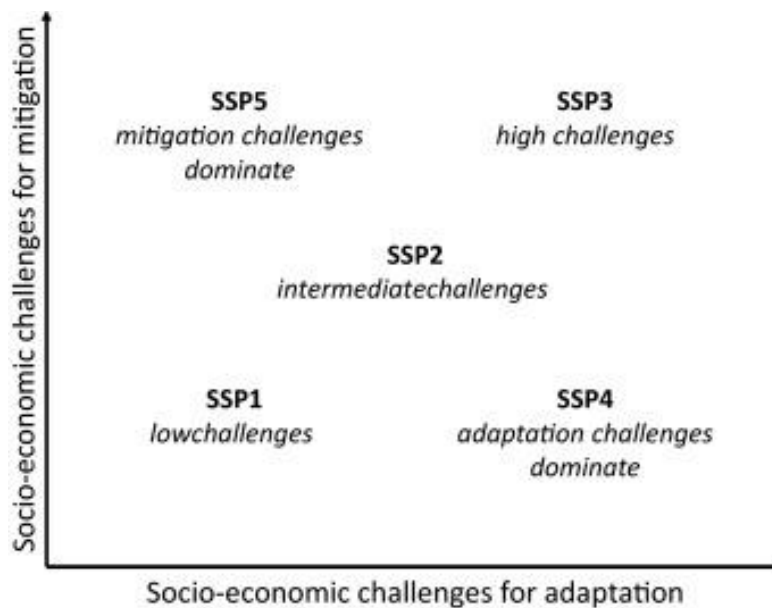 Socio-economic challenges for mitigation
SSP5
mitigation challenges
dominate
SSP3
high challenges
SSP2
intermediatechallenges
SSP1
lowchallenges
SSP4
adaptation challenges
dominate
Socio-economic challenges for adaptation